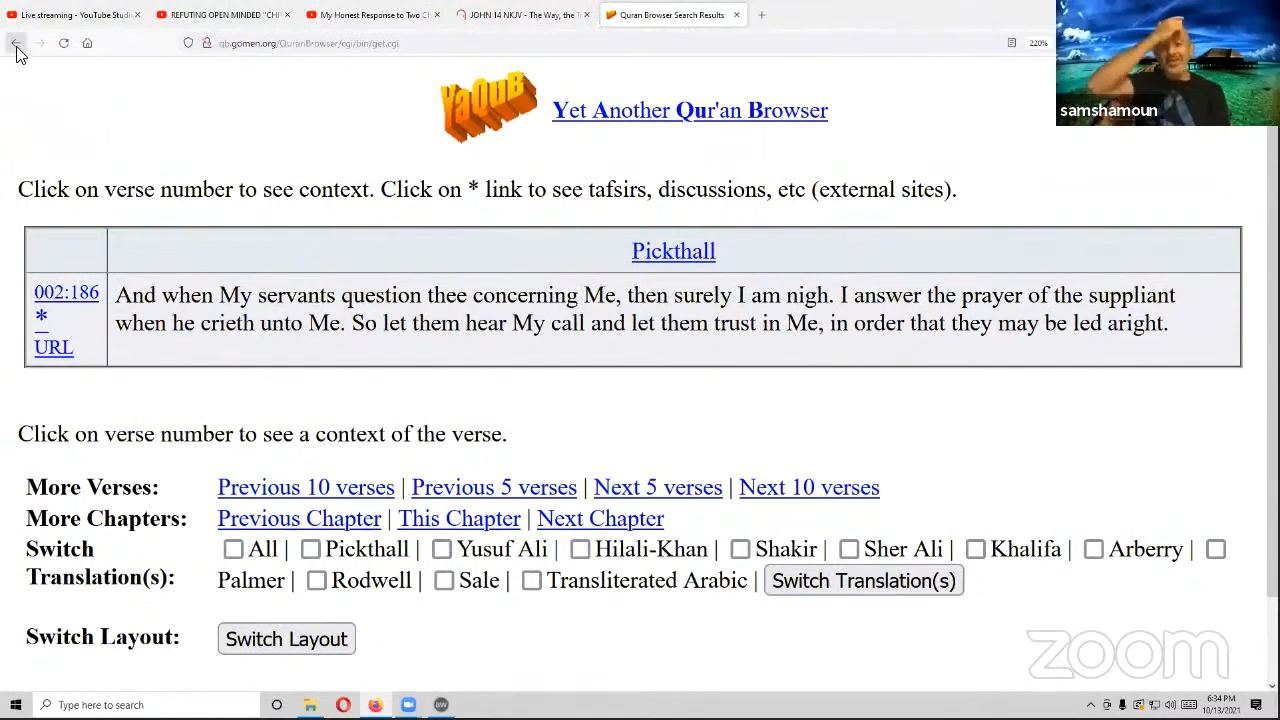 Live streaming - YouTube Studi
REFUTING OPEN MINDED "CHR
My Honest Response to Two Ch
JOHN 14 NKJV - The Way, the T
Quran Browser Search Results
qb.gomen.org/QuranBrowser/cgi/bin/get.cgi
220%
samshamoun
YaQuB
Yet Another Qur'an Browser
Click on verse number to see context. Click on * link to see tafsirs, discussions, etc (external sites).
Pickthall
002:186 And when My servants question thee concerning Me, then surely I am nigh. I answer the prayer of the suppliant
* when he crieth unto Me. So let them hear My call and let them trust in Me, in order that they may be led aright.
URL
Click on verse number to see a context of the verse.
More Verses: Previous 10 verses | Previous 5 verses | Next 5 verses | Next 10 verses
More Chapters: Previous Chapter | This Chapter | Next Chapter
Switch All | Pickthall | Yusuf Ali | Hilali-Khan | Shakir | Sher Ali | Khalifa | Arberry |
Translation(s): Palmer | Rodwell | Sale | Transliterated Arabic | Switch Translation(s)
Switch Layout: Switch Layout
zoom
Type here to search
6:34 PM
10/13/2021